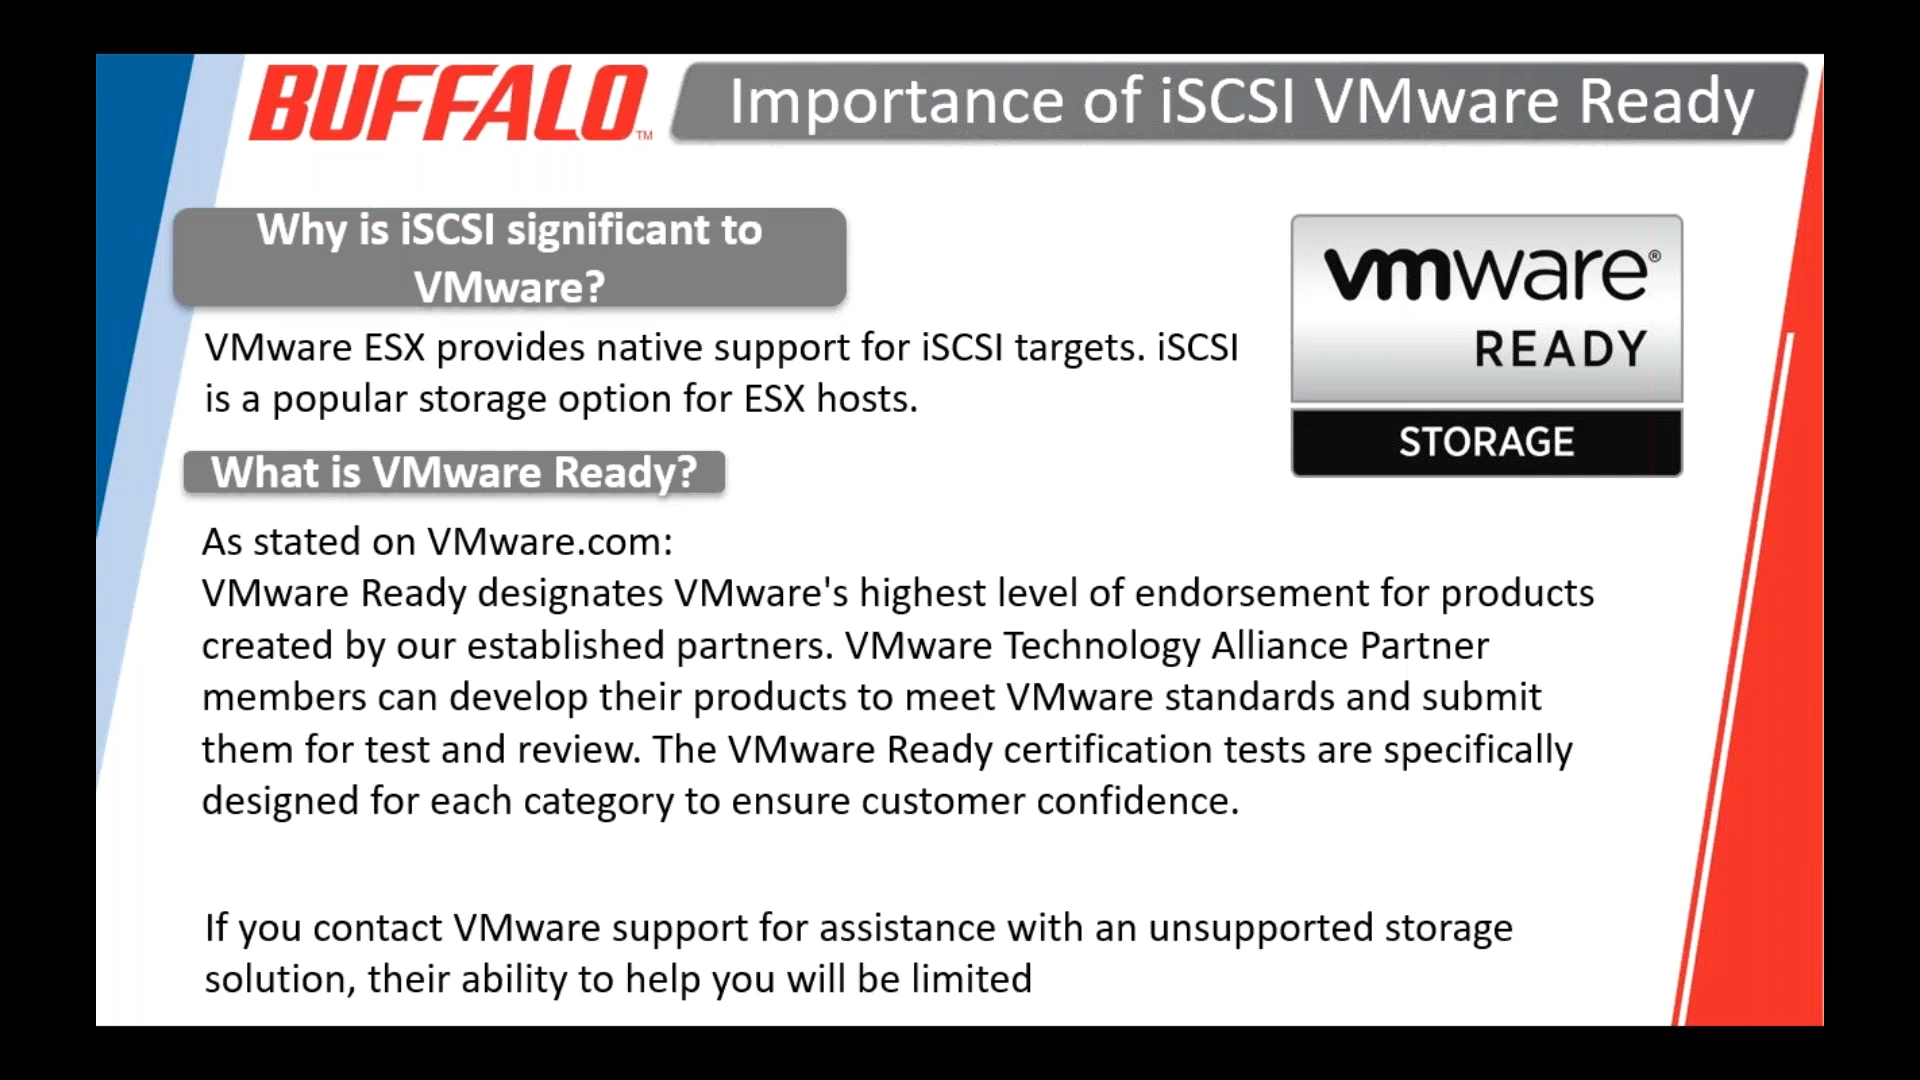 BUFFALO™
Importance of iSCSI VMware Ready
Why is iSCSI significant to
VMware?
vmware®
READY
STORAGE
VMware ESX provides native support for iSCSI targets. iSCSI
is a popular storage option for ESX hosts.
What is VMware Ready?
As stated on VMware.com:
VMware Ready designates VMware's highest level of endorsement for products
created by our established partners. VMware Technology Alliance Partner
members can develop their products to meet VMware standards and submit
them for test and review. The VMware Ready certification tests are specifically
designed for each category to ensure customer confidence.
If you contact VMware support for assistance with an unsupported storage
solution, their ability to help you will be limited